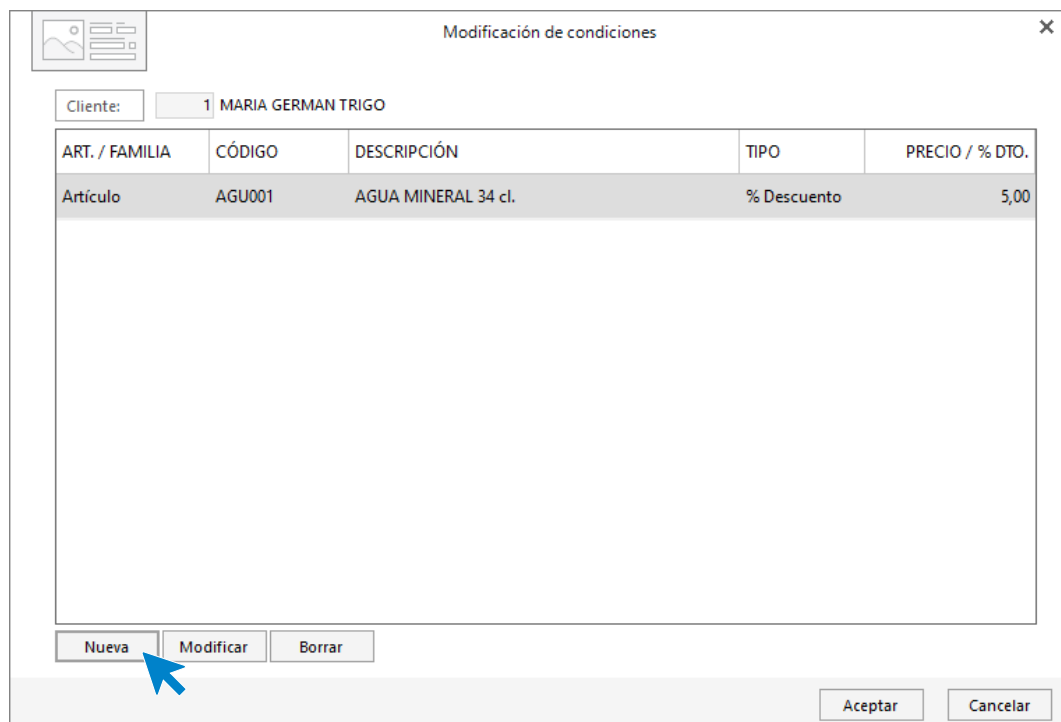 Modificación de condiciones
Cliente: 1 MARIA GERMAN TRIGO
ART. / FAMILIA CÓDIGO DESCRIPCIÓN TIPO PRECIO / % DTO.
Artículo AGU001 AGUA MINERAL 34 cl. % Descuento 5,00
Nueva Modificar Borrar
Aceptar Cancelar